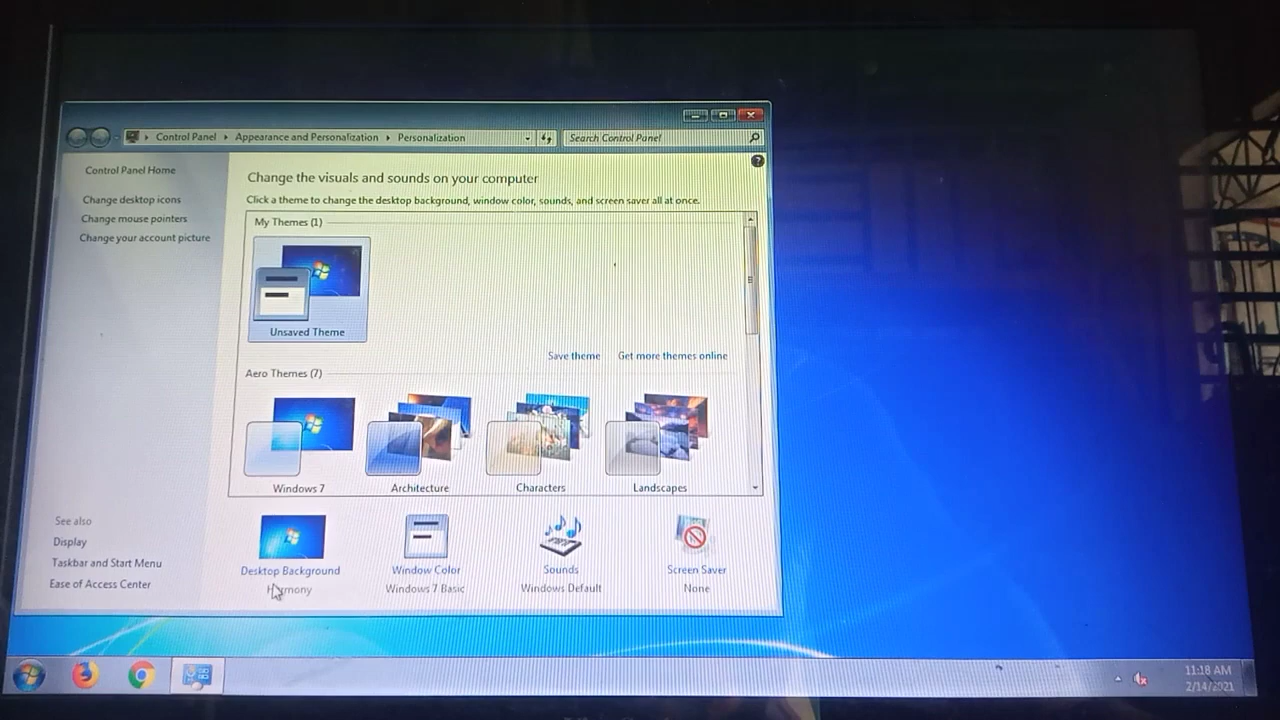 Control Panel Appearance and Personalization Personalization
Search Control Panel
Control Panel Home
Change desktop icons
Change mouse pointers
Change your account picture
See also
Display
Taskbar and Start Menu
Ease of Access Center
Change the visuals and sounds on your computer
Click a theme to change the desktop background, window color, sounds, and screen saver all at once.
My Themes (1)
Unsaved Theme
Save theme Get more themes online
Aero Themes (7)
Windows 7 Architecture Characters Landscapes
Desktop Background Window Color Sounds Screen Saver
Harmony Windows 7 Basic Windows Default None
11:18 AM
2/14/2021